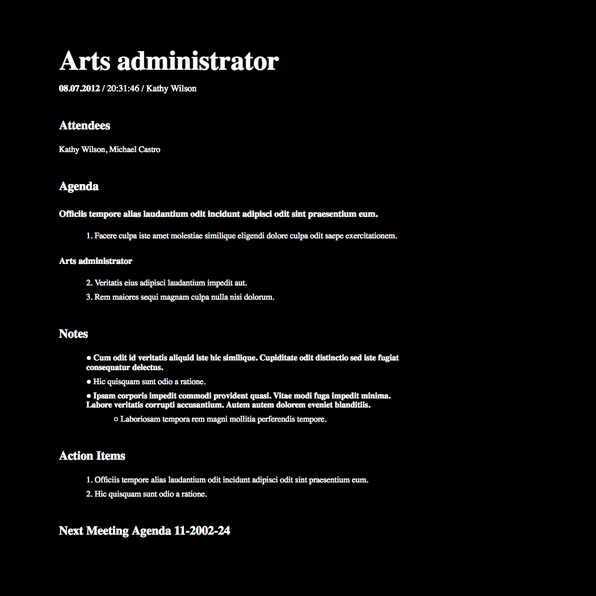 Arts administrator
08.07.2012 / 20:31:46 / Kathy Wilson
Attendees
Kathy Wilson, Michael Castro
Agenda
Officiis tempore alias laudantium odit incidunt adipisci odit sint praesentium eum.
1. Facere culpa iste amet molestiae similique eligendi dolore culpa odit saepe exercitationem.
Arts administrator
2. Veritatis eius adipisci laudantium impedit aut.
3. Rem maiores sequi magnam culpa nulla nisi dolorum.
Notes
● Cum odit id veritatis aliquid iste hic similique. Cupiditate odit distinctio sed iste fugiat
consequatur delectus.
● Hic quisquam sunt odio a ratione.
● Ipsam corporis impedit commodi provident quasi. Vitae modi fuga impedit minima.
Labore veritatis corrupti accusantium. Autem autem dolorem eveniet blanditiis.
○ Laboriosam tempora rem magni mollitia perferendis tempore.
Action Items
1. Officiis tempore alias laudantium odit incidunt adipisci odit sint praesentium eum.
2. Hic quisquam sunt odio a ratione.
Next Meeting Agenda 11-2002-24